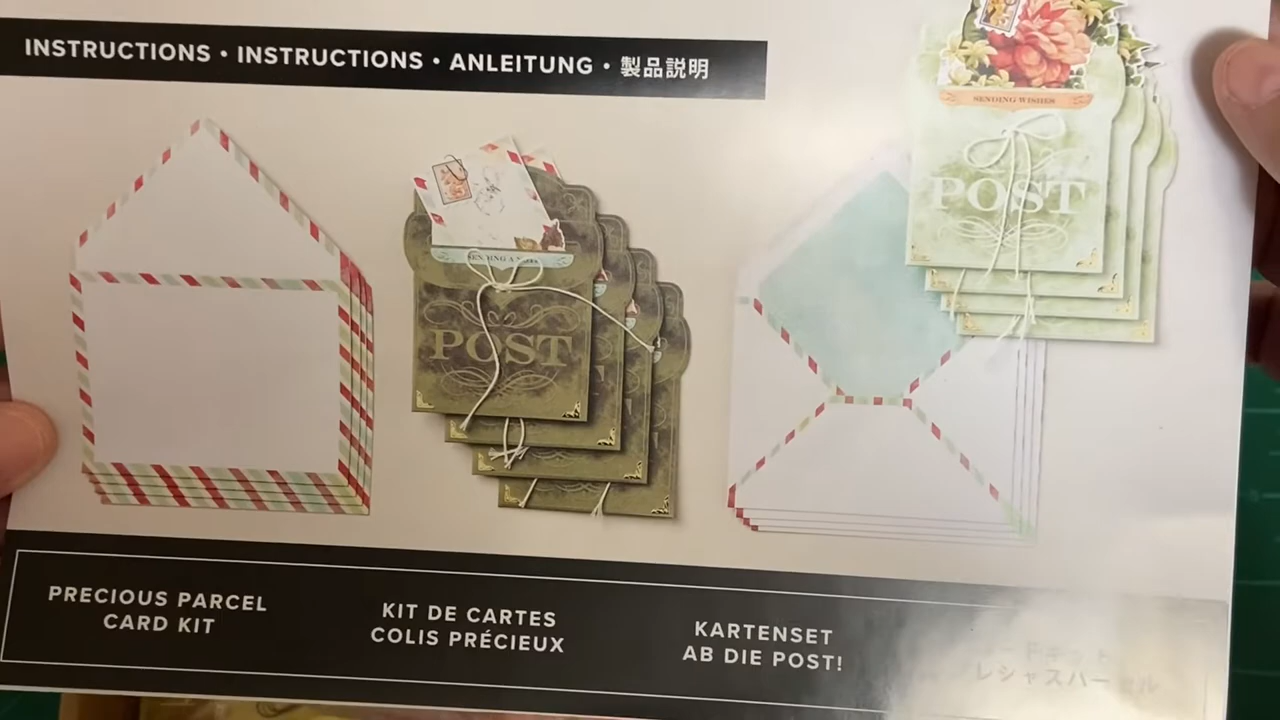 INSTRUCTIONS • INSTRUCTIONS • ANLEITUNG • 製品説明
SENDING WISHES
POST
SENDING A
POST
PRECIOUS PARCEL
CARD KIT
KIT DE CARTES
COLIS PRÉCIEUX
KARTENSET
AB DIE POST!